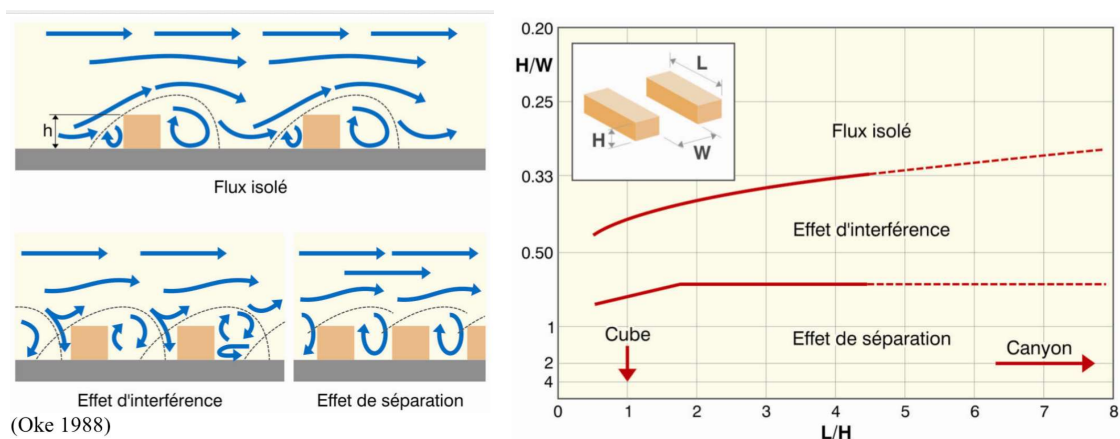 h
Flux isolé
Effet d'interférence
Effet de séparation
(Oke 1988)
0.20
H/W
0.25
0.33
0.50
1
2
4
L
H
W
Flux isolé
Effet d'interférence
Effet de séparation
Cube
Canyon
0 1 2 3 4 5 6 7 8
L/H